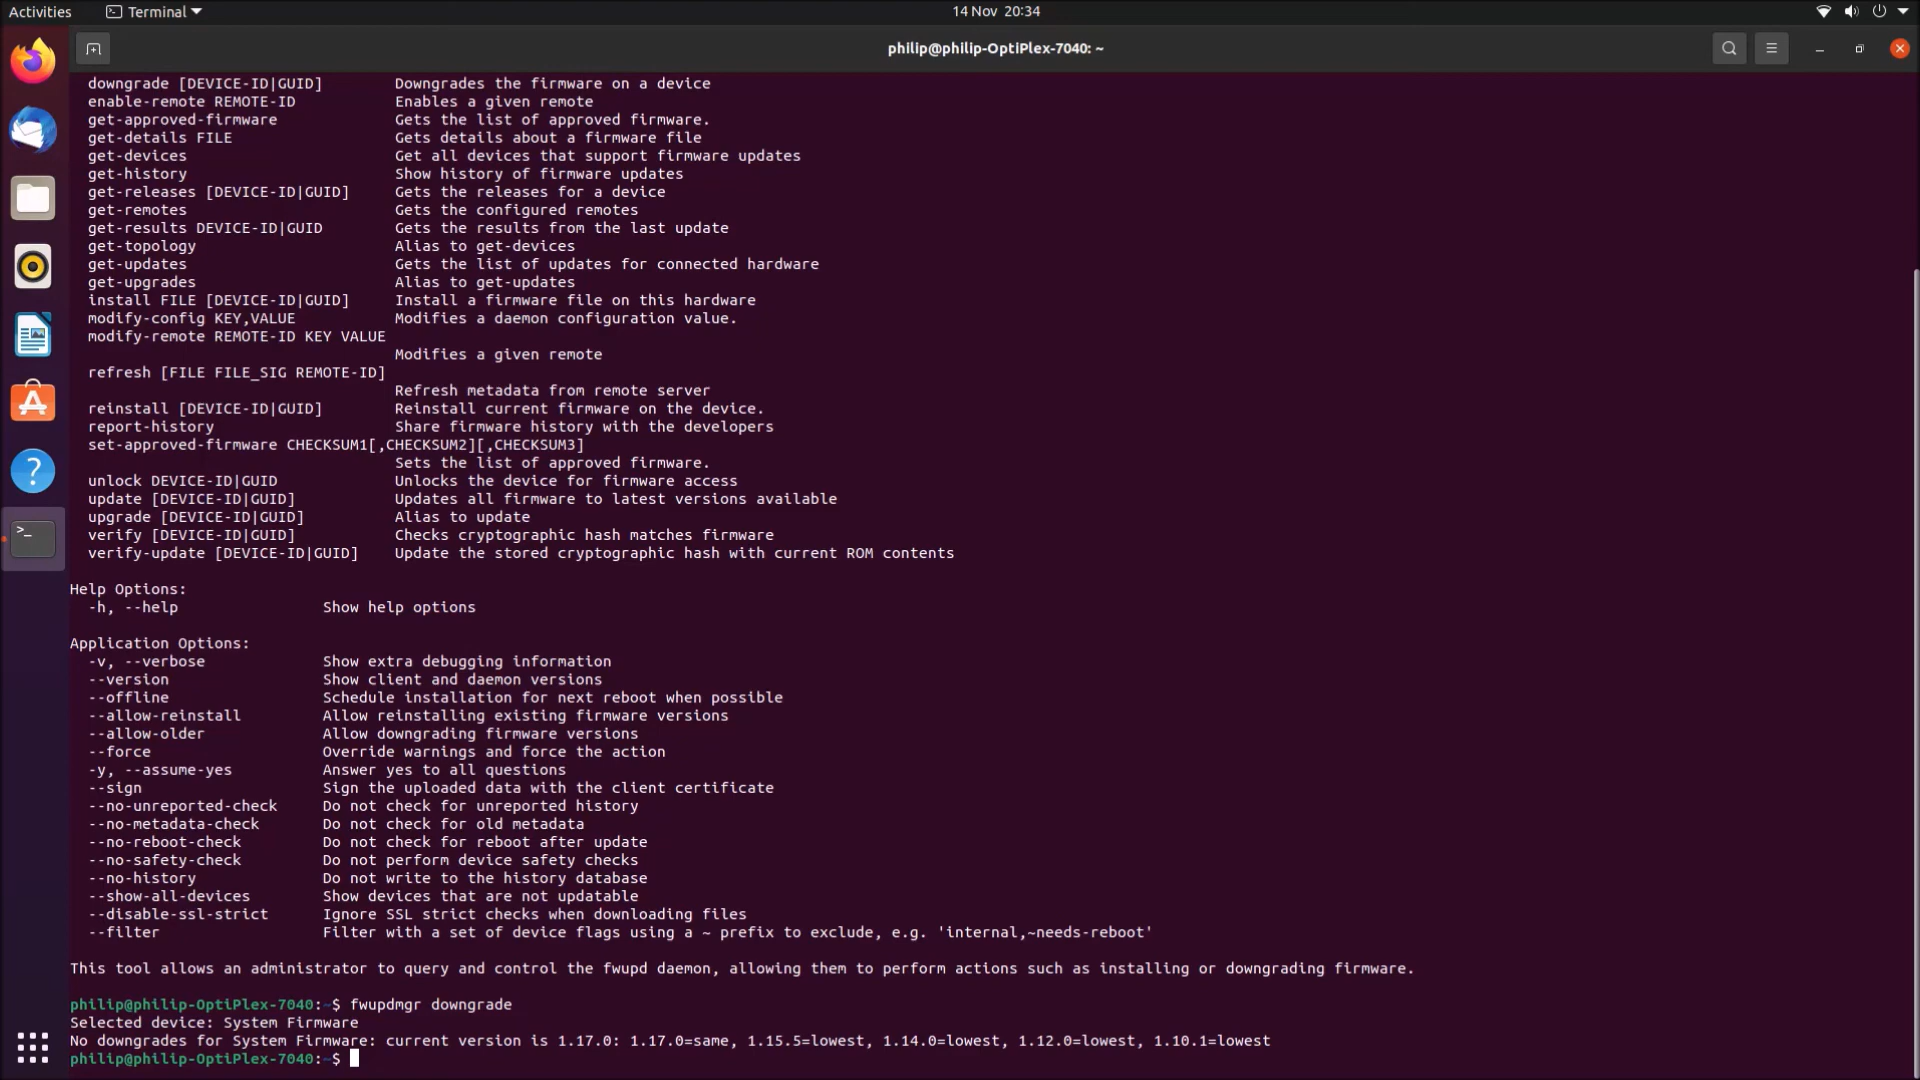 Activities
Terminal
14 Nov 20:34
philip@philip-OptiPlex-7040: ~
downgrade [DEVICE-ID|GUID] Downgrades the firmware on a device
enable-remote REMOTE-ID Enables a given remote
get-approved-firmware Gets the list of approved firmware.
get-details FILE Gets details about a firmware file
get-devices Get all devices that support firmware updates
get-history Show history of firmware updates
get-releases [DEVICE-ID|GUID] Gets the releases for a device
get-remotes Gets the configured remotes
get-results DEVICE-ID|GUID Gets the results from the last update
get-topology Alias to get-devices
get-updates Gets the list of updates for connected hardware
get-upgrades Alias to get-updates
install FILE [DEVICE-ID|GUID] Install a firmware file on this hardware
modify-config KEY,VALUE Modifies a daemon configuration value.
modify-remote REMOTE-ID KEY VALUE
Modifies a given remote
refresh [FILE FILE_SIG REMOTE-ID]
Refresh metadata from remote server
reinstall [DEVICE-ID|GUID] Reinstall current firmware on the device.
report-history Share firmware history with the developers
set-approved-firmware CHECKSUM1[,CHECKSUM2][,CHECKSUM3]
Sets the list of approved firmware.
unlock DEVICE-ID|GUID Unlocks the device for firmware access
update [DEVICE-ID|GUID] Updates all firmware to latest versions available
upgrade [DEVICE-ID|GUID] Alias to update
verify [DEVICE-ID|GUID] Checks cryptographic hash matches firmware
verify-update [DEVICE-ID|GUID] Update the stored cryptographic hash with current ROM contents
Help Options:
-h, --help Show help options
Application Options:
-v, --verbose Show extra debugging information
--version Show client and daemon versions
--offline Schedule installation for next reboot when possible
--allow-reinstall Allow reinstalling existing firmware versions
--allow-older Allow downgrading firmware versions
--force Override warnings and force the action
-y, --assume-yes Answer yes to all questions
--sign Sign the uploaded data with the client certificate
--no-unreported-check Do not check for unreported history
--no-metadata-check Do not check for old metadata
--no-reboot-check Do not check for reboot after update
--no-safety-check Do not perform device safety checks
--no-history Do not write to the history database
--show-all-devices Show devices that are not updatable
--disable-ssl-strict Ignore SSL strict checks when downloading files
--filter Filter with a set of device flags using a ~ prefix to exclude, e.g. 'internal,~needs-reboot'
This tool allows an administrator to query and control the fwupd daemon, allowing them to perform actions such as installing or downgrading firmware.
philip@philip-OptiPlex-7040:~$ fwupdmgr downgrade
Selected device: System Firmware
No downgrades for System Firmware: current version is 1.17.0: 1.17.0=same, 1.15.5=lowest, 1.14.0=lowest, 1.12.0=lowest, 1.10.1=lowest
philip@philip-OptiPlex-7040:~$